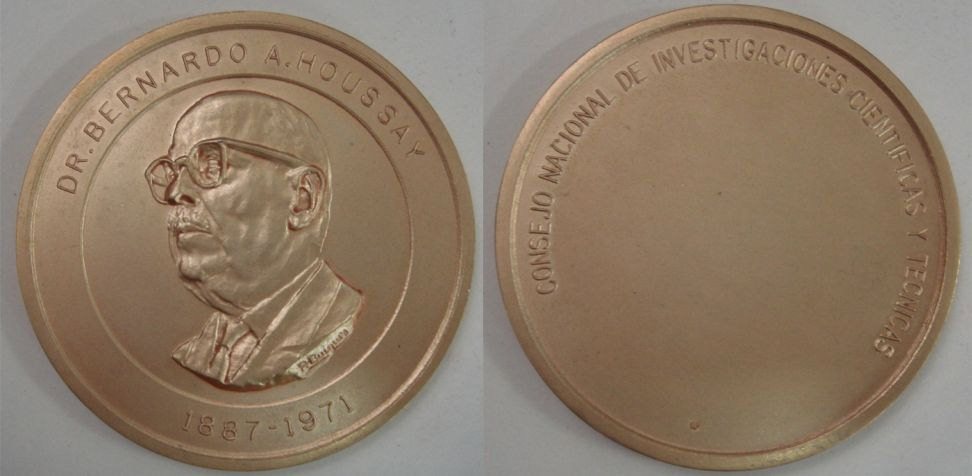 DR. BERNARDO A. HOUSSAY
1887-1971
CONSEJO NACIONAL DE INVESTIGACIONES CIENTIFICAS Y TECNICAS